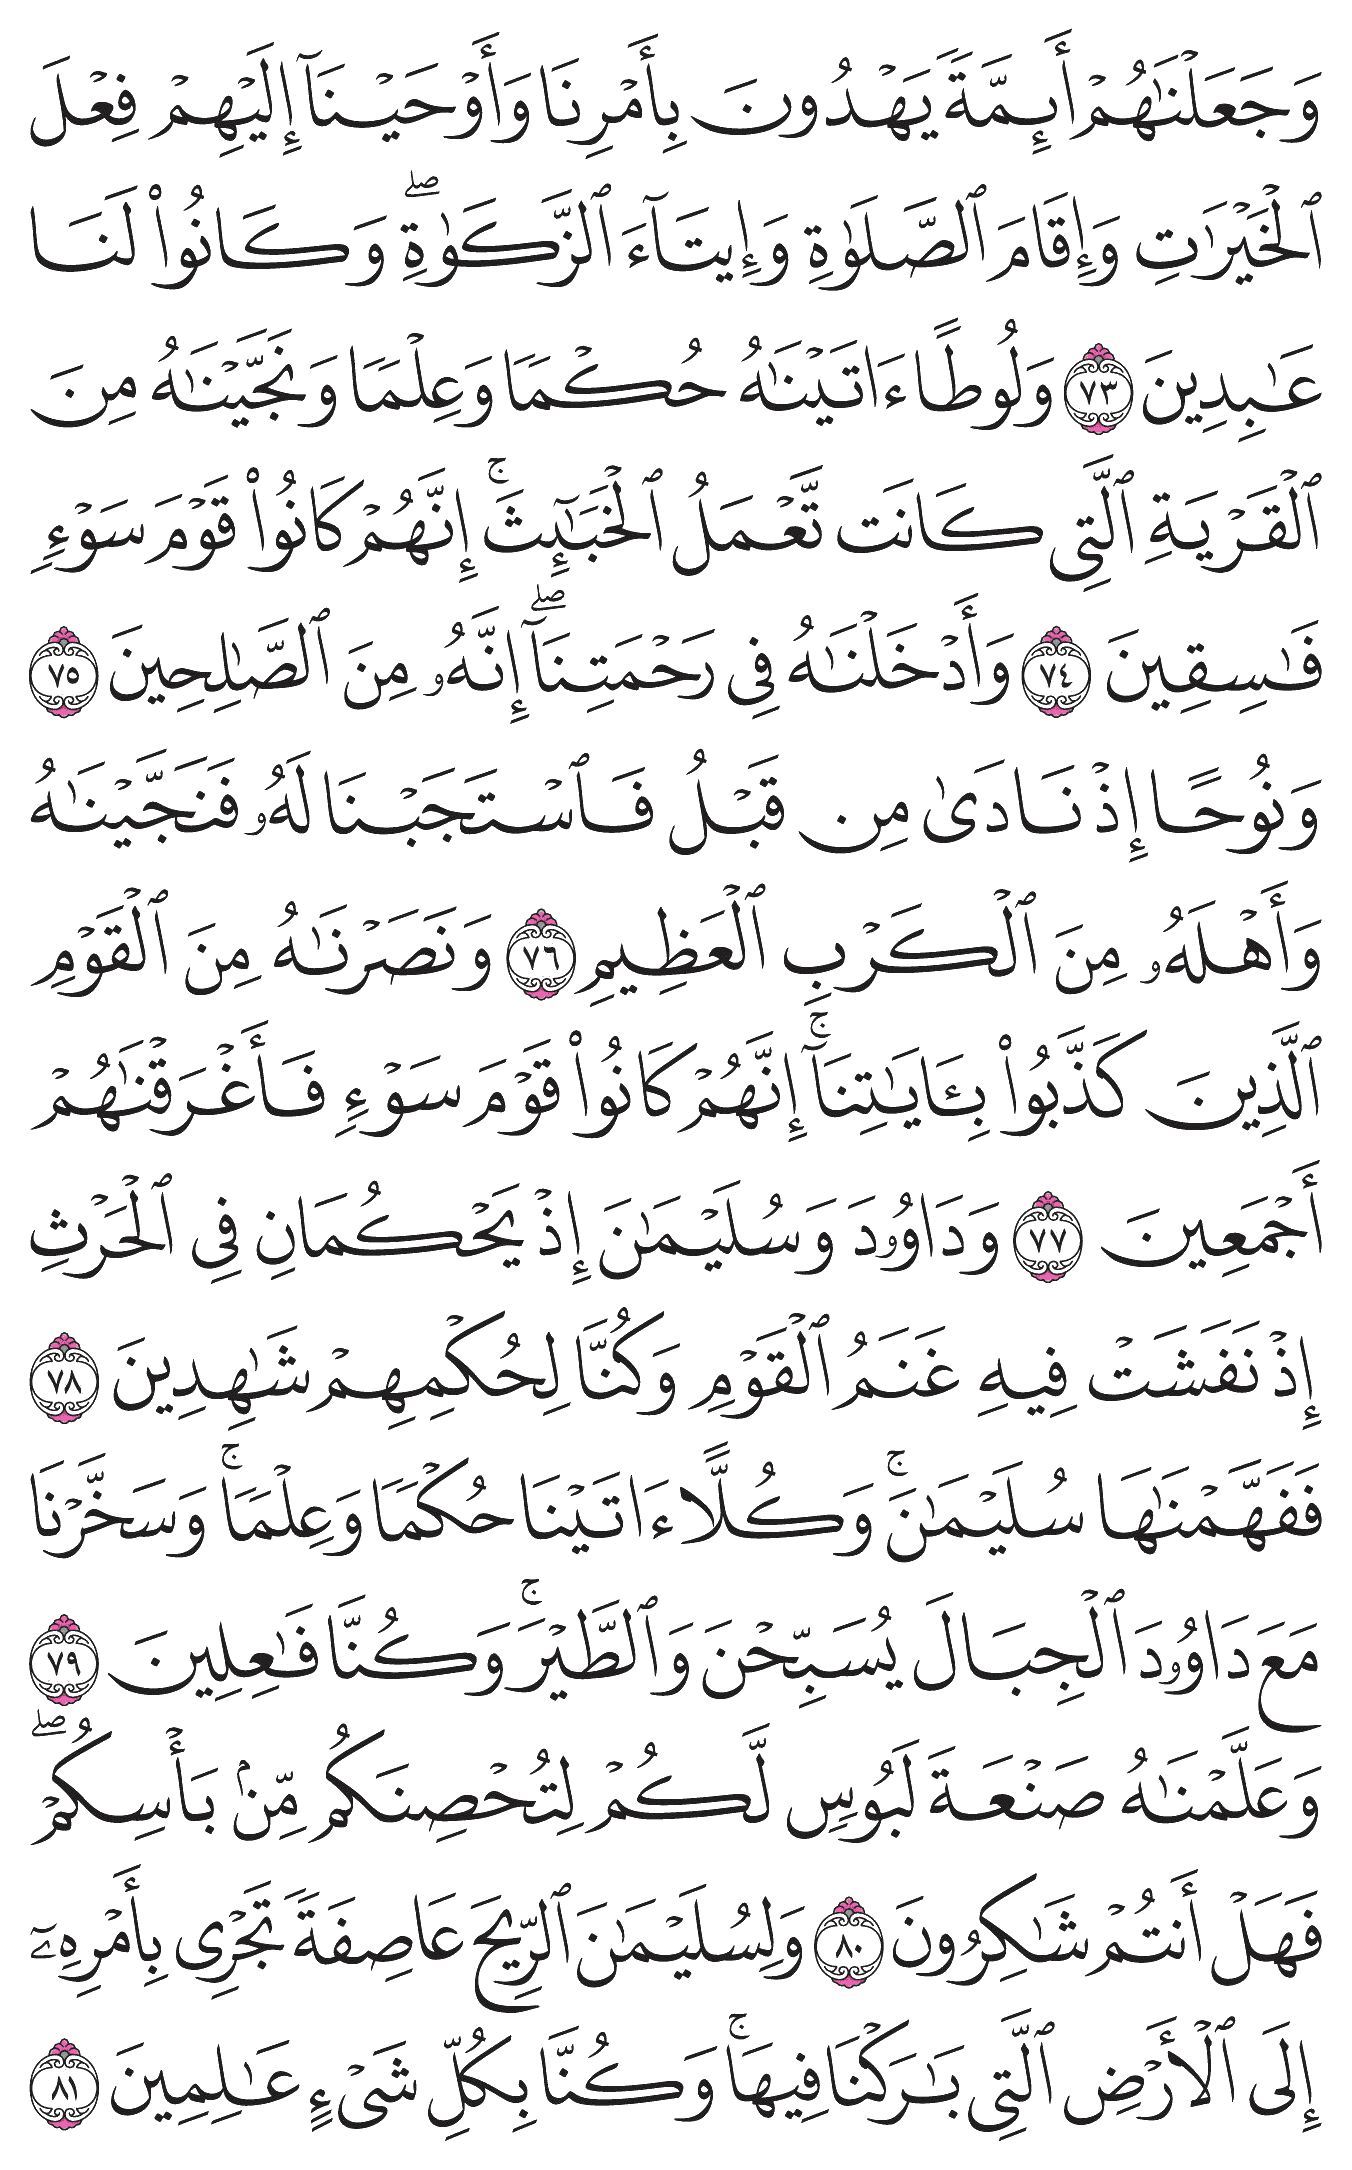 وَجَعَلۡنَٰهُمۡ أَئِمَّةٗ يَهۡدُونَ بِأَمۡرِنَا وَأَوۡحَيۡنَآ إِلَيۡهِمۡ فِعۡلَ
ٱلۡخَيۡرَٰتِ وَإِقَامَ ٱلصَّلَوٰةِ وَإِيتَآءَ ٱلزَّكَوٰةِۖ وَكَانُواْ لَنَا
عَٰبِدِينَ ٧٣ وَلُوطًا ءَاتَيۡنَٰهُ حُكۡمٗا وَعِلۡمٗا وَنَجَّيۡنَٰهُ مِنَ
ٱلۡقَرۡيَةِ ٱلَّتِي كَانَت تَّعۡمَلُ ٱلۡخَبَٰٓئِثَۚ إِنَّهُمۡ كَانُواْ قَوۡمَ سَوۡءٖ
فَٰسِقِينَ ٧٤ وَأَدۡخَلۡنَٰهُ فِي رَحۡمَتِنَآۖ إِنَّهُۥ مِنَ ٱلصَّٰلِحِينَ ٧٥
وَنُوحًا إِذۡ نَادَىٰ مِن قَبۡلُ فَٱسۡتَجَبۡنَا لَهُۥ فَنَجَّيۡنَٰهُ
وَأَهۡلَهُۥ مِنَ ٱلۡكَرۡبِ ٱلۡعَظِيمِ ٧٦ وَنَصَرۡنَٰهُ مِنَ ٱلۡقَوۡمِ
ٱلَّذِينَ كَذَّبُواْ بِـَٔايَٰتِنَآۚ إِنَّهُمۡ كَانُواْ قَوۡمَ سَوۡءٖ فَأَغۡرَقۡنَٰهُمۡ
أَجۡمَعِينَ ٧٧ وَدَاوُۥدَ وَسُلَيۡمَٰنَ إِذۡ يَحۡكُمَانِ فِي ٱلۡحَرۡثِ
إِذۡ نَفَشَتۡ فِيهِ غَنَمُ ٱلۡقَوۡمِ وَكُنَّا لِحُكۡمِهِمۡ شَٰهِدِينَ ٧٨
فَفَهَّمۡنَٰهَا سُلَيۡمَٰنَۚ وَكُلًّا ءَاتَيۡنَا حُكۡمٗا وَعِلۡمٗاۚ وَسَخَّرۡنَا
مَعَ دَاوُۥدَ ٱلۡجِبَالَ يُسَبِّحۡنَ وَٱلطَّيۡرَۚ وَكُنَّا فَٰعِلِينَ ٧٩
وَعَلَّمۡنَٰهُ صَنۡعَةَ لَبُوسٖ لَّكُمۡ لِتُحۡصِنَكُم مِّنۢ بَأۡسِكُمۡۖ
فَهَلۡ أَنتُمۡ شَٰكِرُونَ ٨٠ وَلِسُلَيۡمَٰنَ ٱلرِّيحَ عَاصِفَةٗ تَجۡرِي بِأَمۡرِهِۦٓ
إِلَى ٱلۡأَرۡضِ ٱلَّتِي بَٰرَكۡنَا فِيهَاۚ وَكُنَّا بِكُلِّ شَيۡءٍ عَٰلِمِينَ ٨١